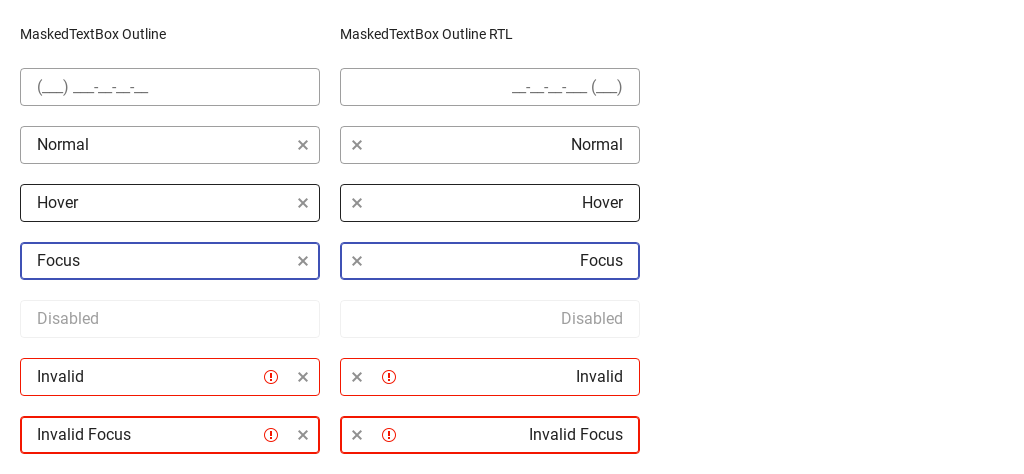 MaskedTextBox Outline
MaskedTextBox Outline RTL
(___) ___-__-__-__
__-__-__-___ (___)
Normal
Normal
Hover
Hover
Focus
Focus
Disabled
Disabled
Invalid
Invalid
Invalid Focus
Invalid Focus